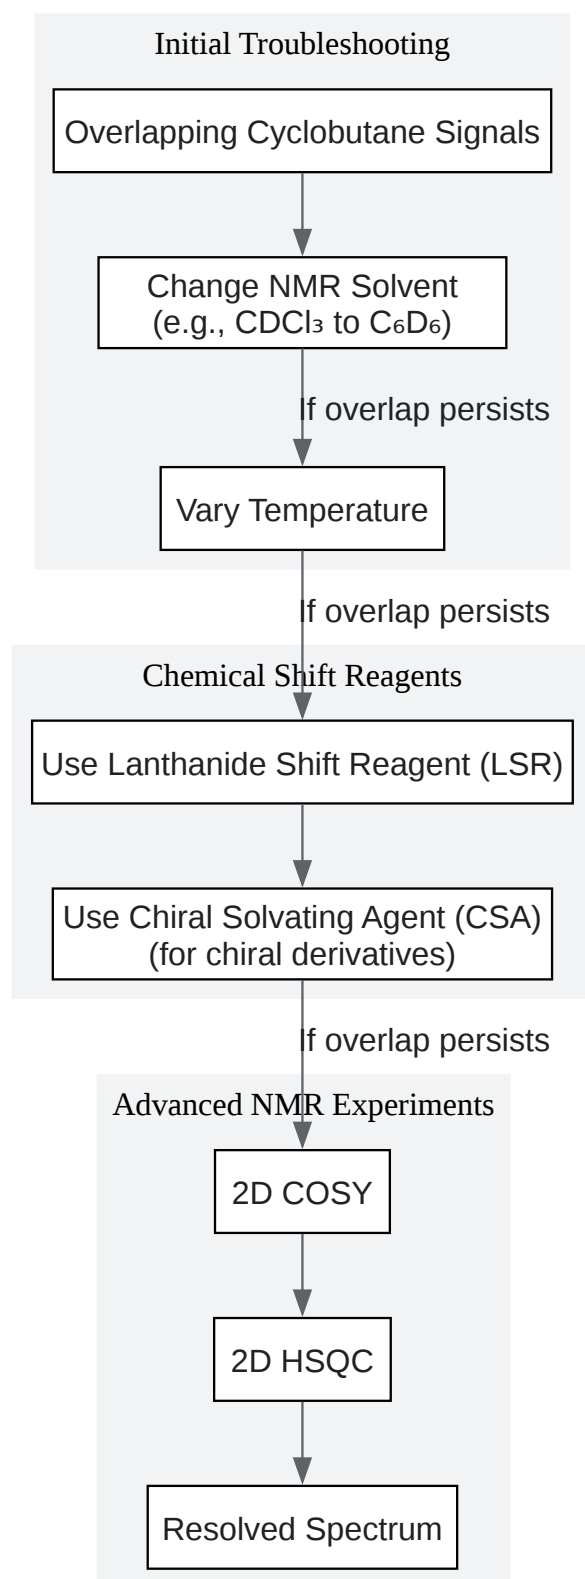 Initial Troubleshooting
Overlapping Cyclobutane Signals
Change NMR Solvent
(e.g., CDCl₃ to C₆D₆)
If overlap persists
Vary Temperature
If overlap persists
Chemical Shift Reagents
Use Lanthanide Shift Reagent (LSR)
Use Chiral Solvating Agent (CSA)
(for chiral derivatives)
If overlap persists
Advanced NMR Experiments
2D COSY
2D HSQC
Resolved Spectrum